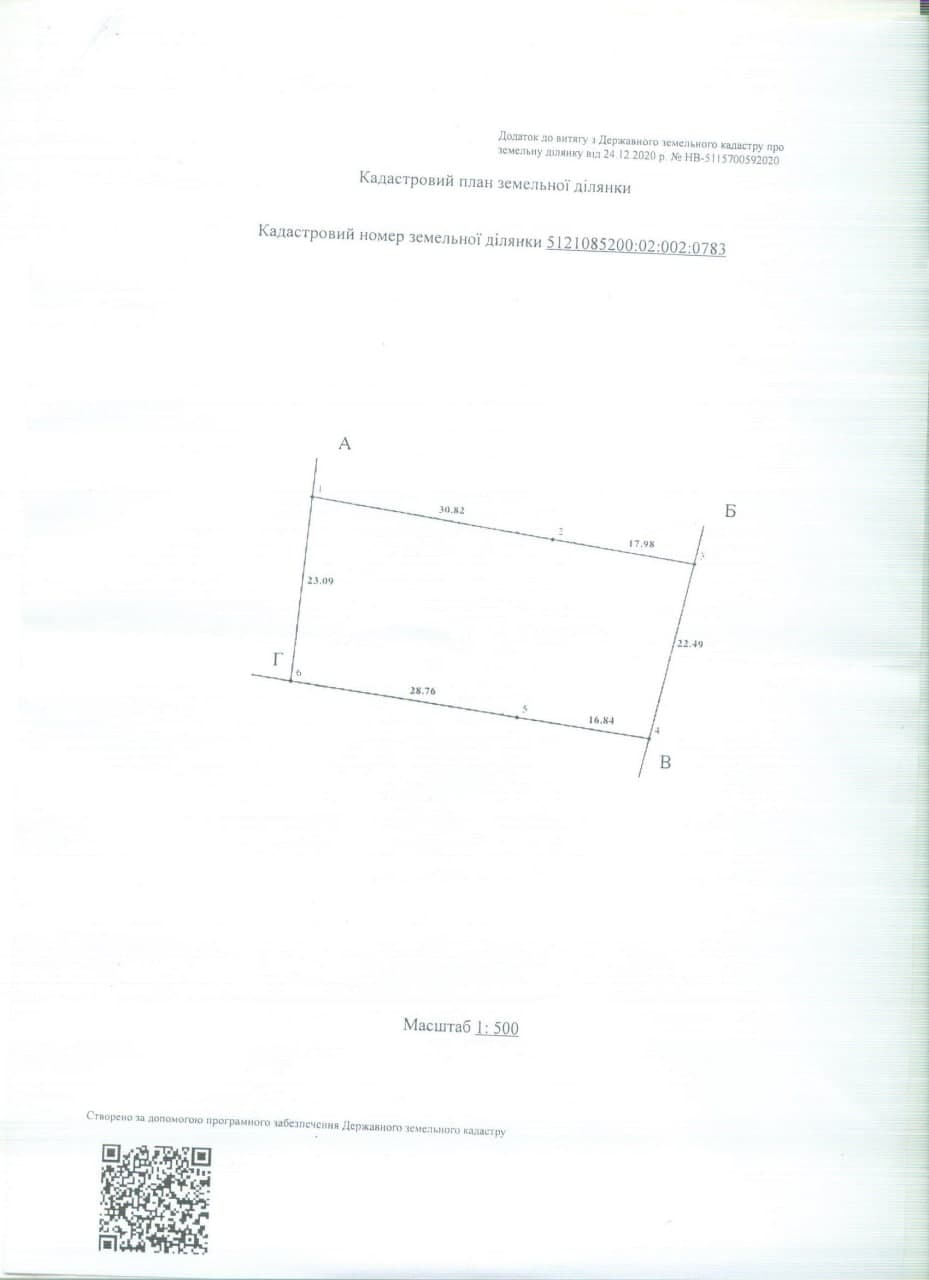 Додаток до витягу з Державного земельного кадастру про
земельну ділянку від 24.12.2020 р. № НВ-5115700592020
Кадастровий план земельної ділянки
Кадастровий номер земельної ділянки 5121085200:02:002:0783
А
1
30.82
Б
2
17.98
3
23.09
22.49
Г
6
28.76
5
16.84
4
В
Масштаб 1: 500
Створено за допомогою програмного забезпечення Державного земельного кадастру